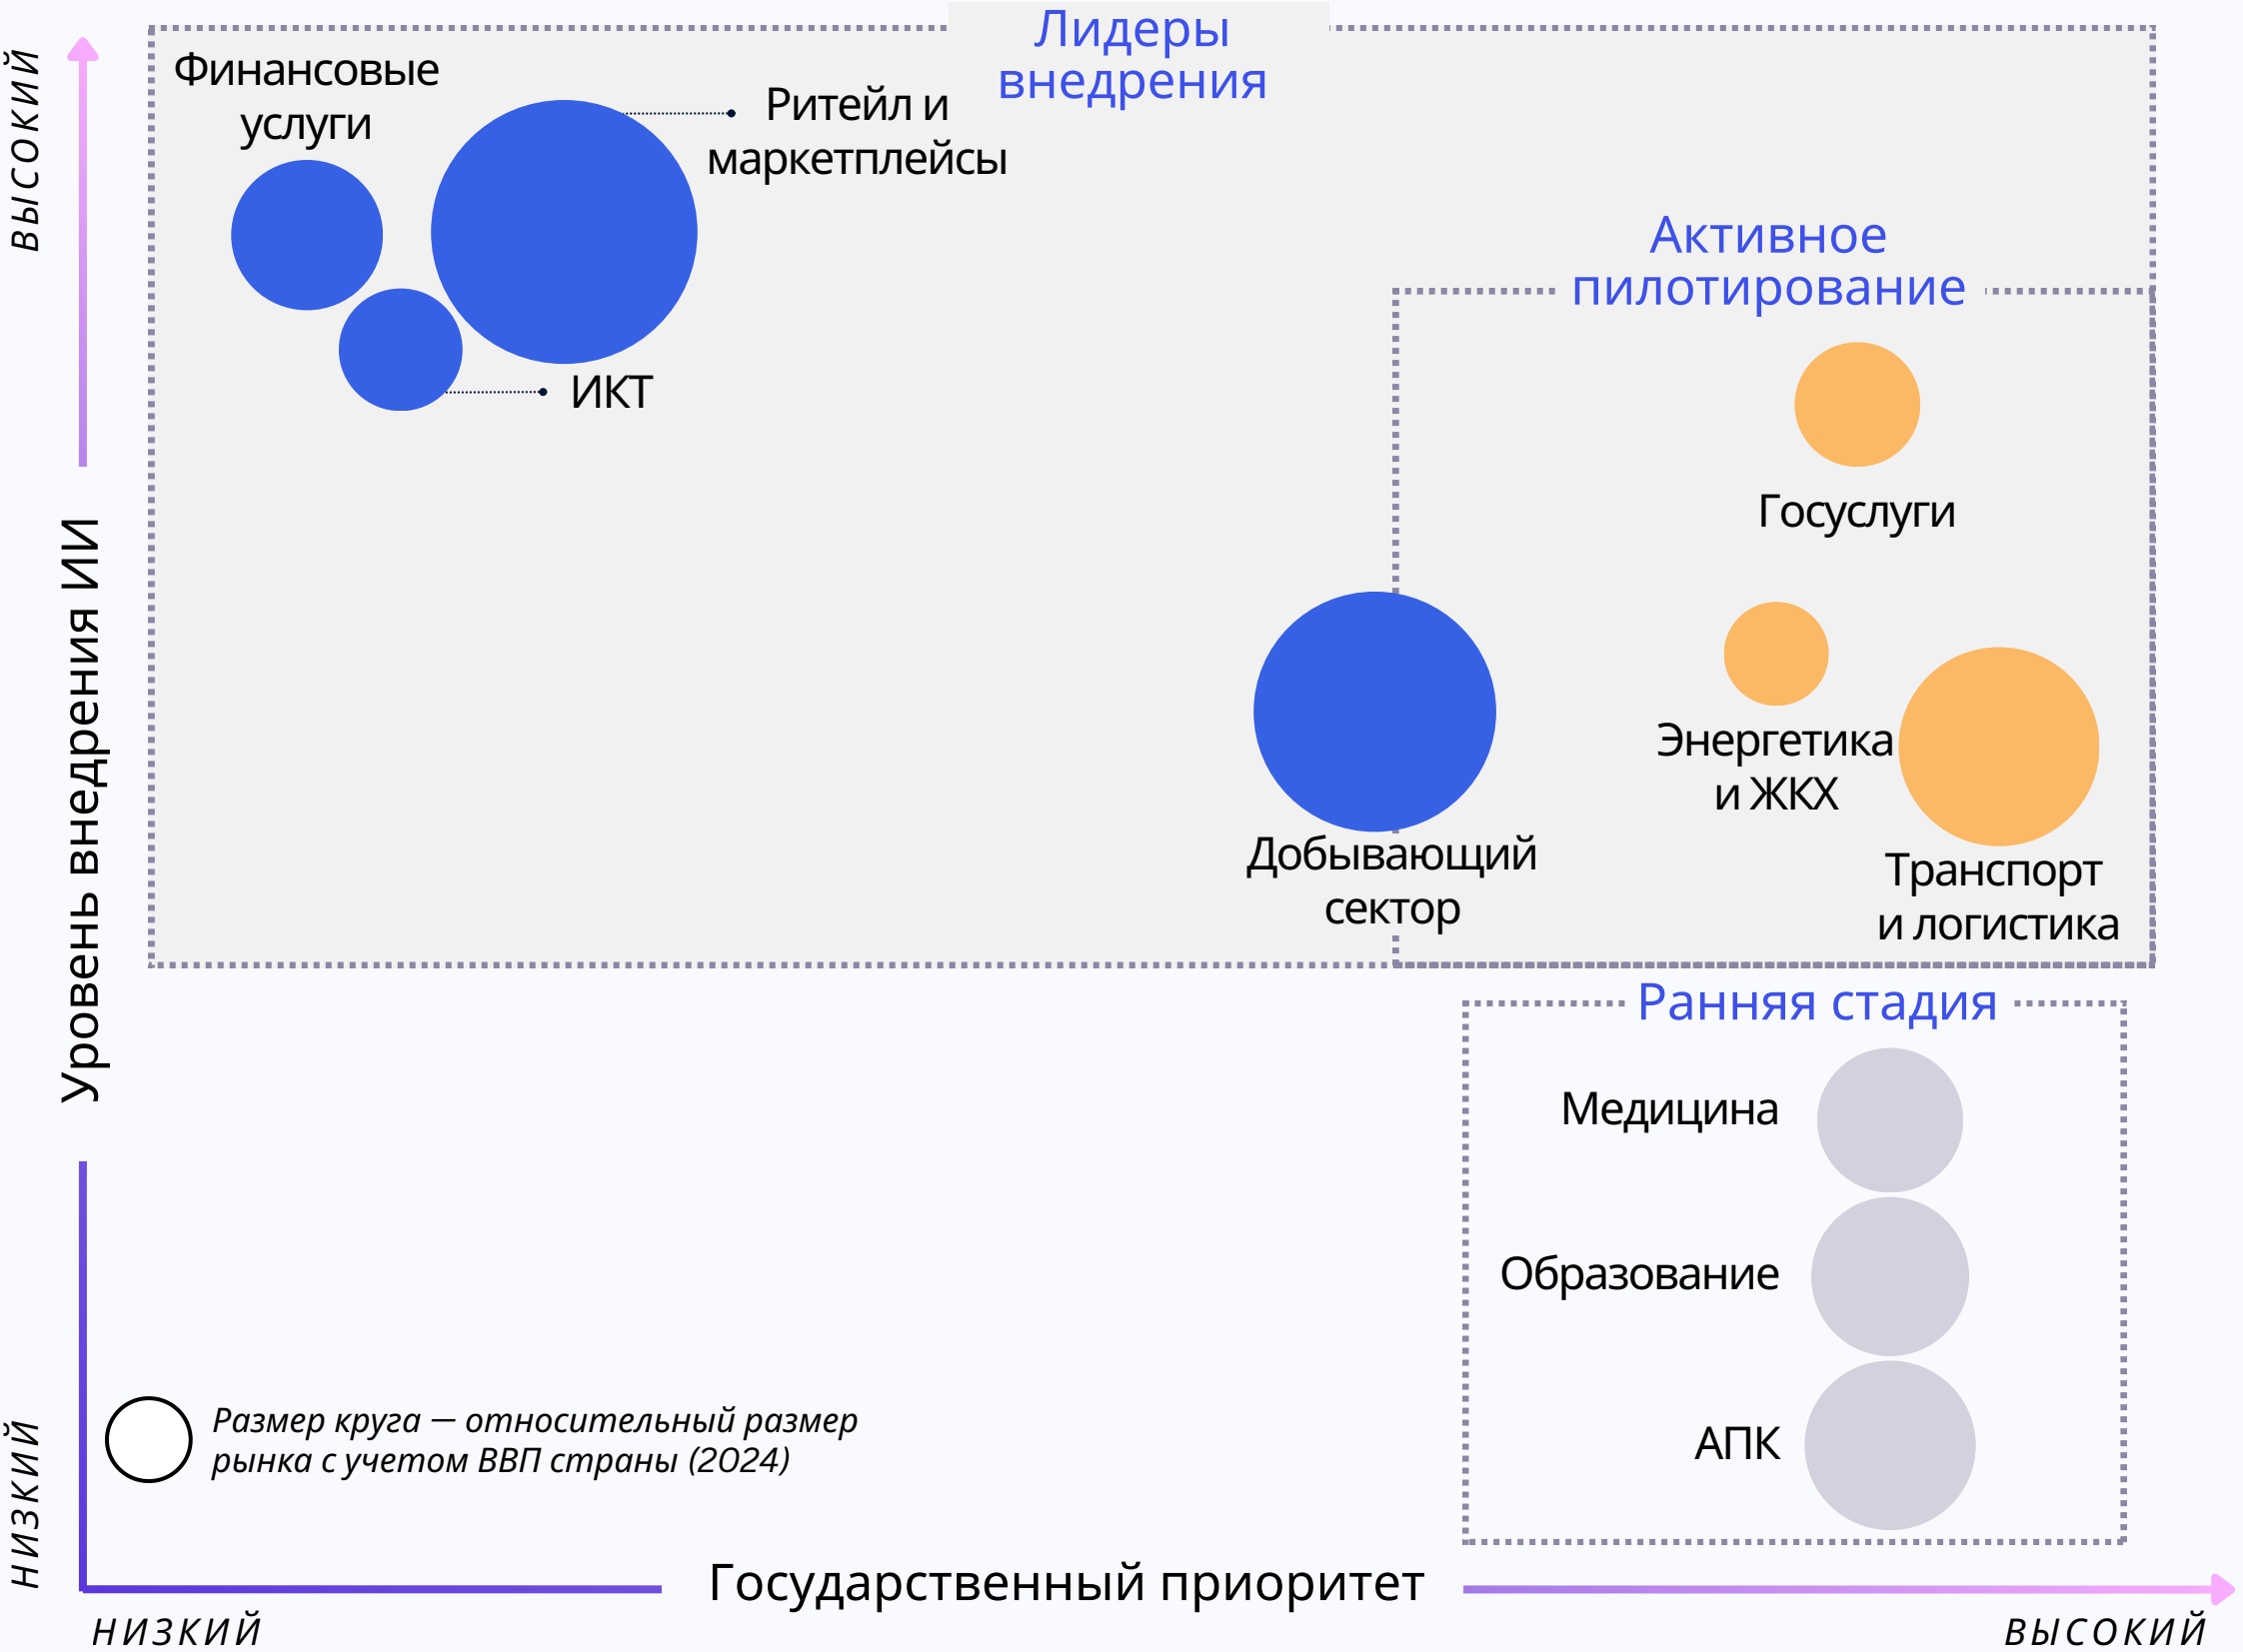 Лидеры
внедрения
ВЫСОКИЙ
Финансовые
услуги
Ритейл и
маркетплейсы
ИКТ
Активное
пилотирование
Госуслуги
Энергетика
и ЖКХ
Добывающий
сектор
Транспорт
и логистика
Уровень внедрения ИИ
Ранняя стадия
Медицина
Образование
АПК
Размер круга — относительный размер
рынка с учетом ВВП страны (2024)
НИЗКИЙ
Государственный приоритет
НИЗКИЙ
ВЫСОКИЙ